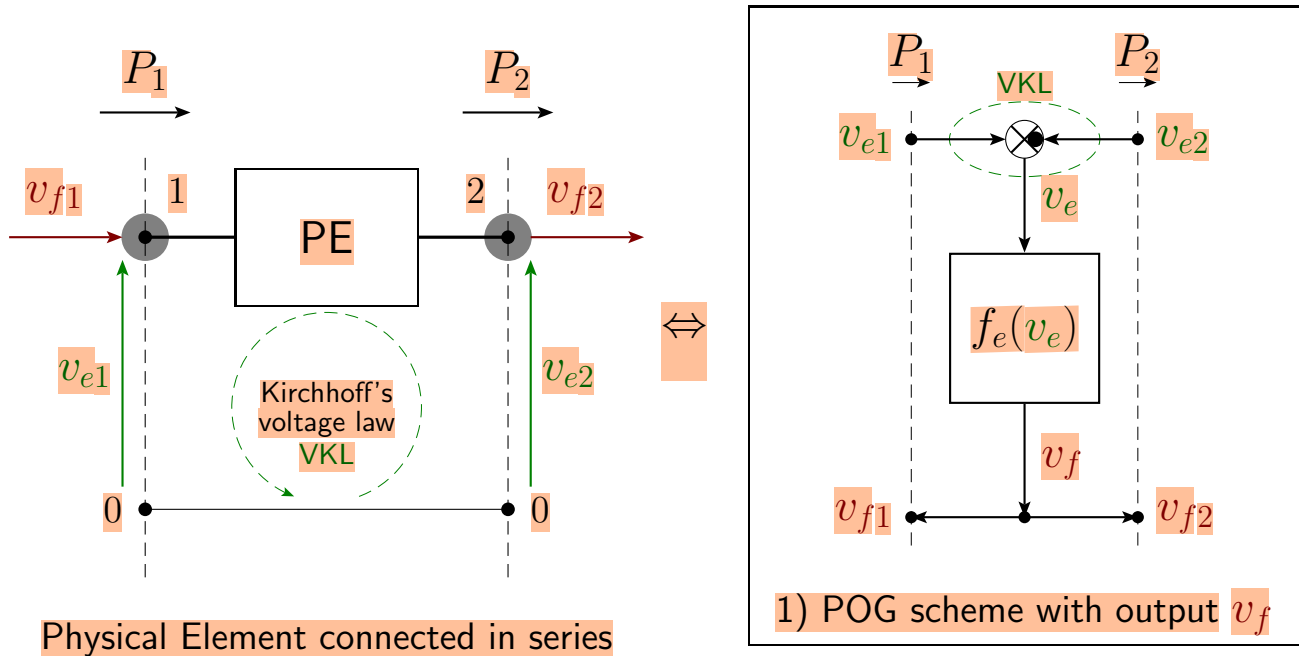 P1 P2
vf1 1 PE 2 vf2
ve1 ve2
Kirchhoff's
voltage law
VKL
0 0
Physical Element connected in series
⇔
P1 P2
VKL
ve1 ve2
ve
fe(ve)
vf
vf1 vf2
1) POG scheme with output vf